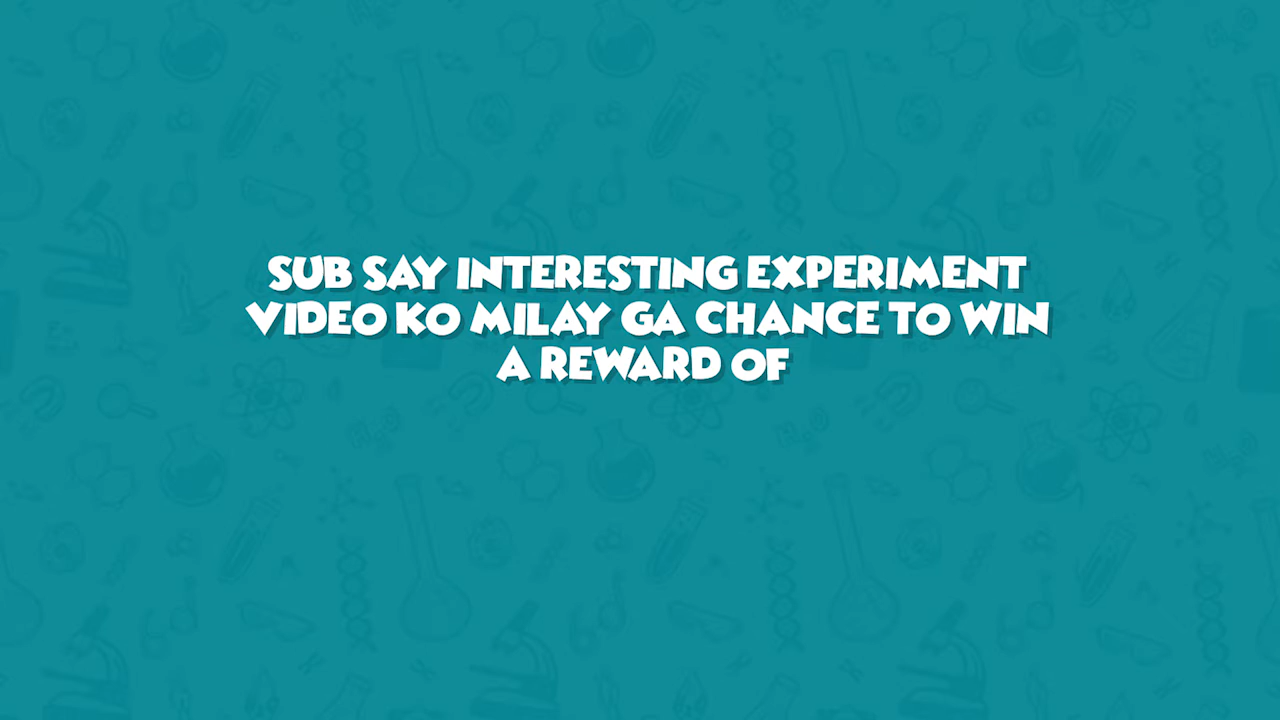 SUB SAY INTERESTING EXPERIMENT
VIDEO KO MILAY GA CHANCE TO WIN
A REWARD OF